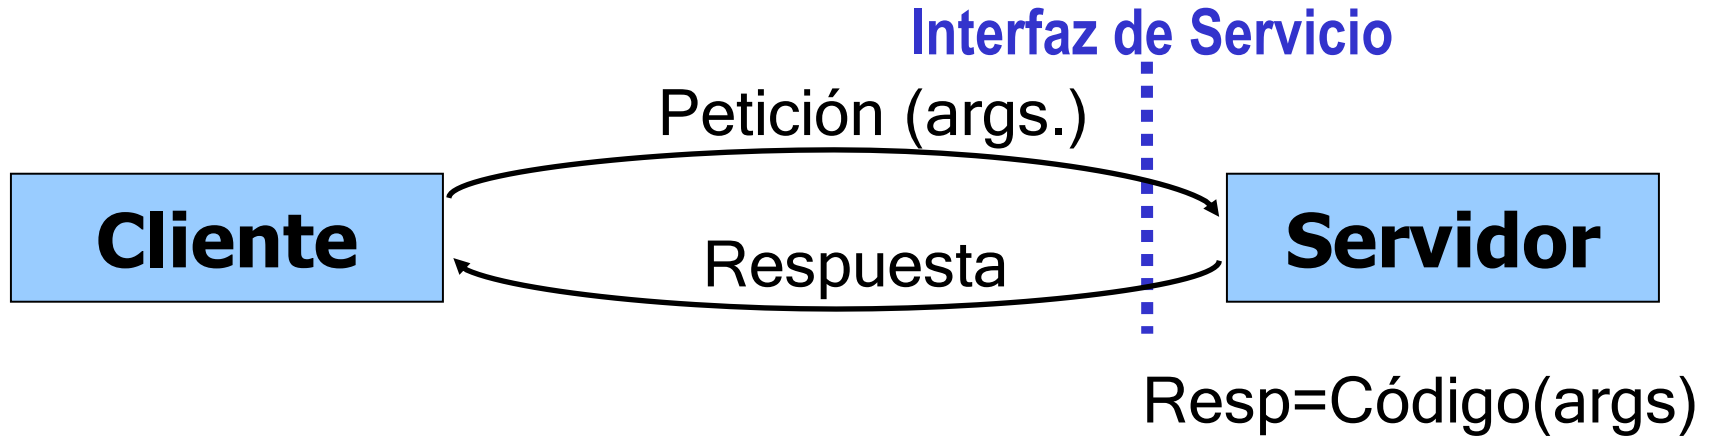 Interfaz de Servicio
Petición (args.)
Cliente
Servidor
Respuesta
Resp=Código(args)